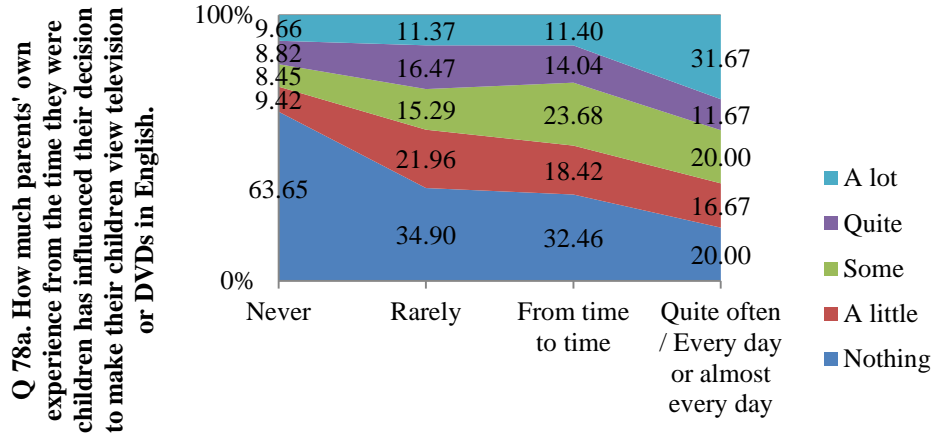 Q 78a. How much parents' own
experience from the time they were
children has influenced their decision
to make their children view television
or DVDs in English.
100%
0%
9.66
8.82
8.45
9.42
63.65
11.37
16.47
15.29
21.96
34.90
11.40
14.04
23.68
18.42
32.46
31.67
11.67
20.00
16.67
20.00
Never
Rarely
From time
to time
Quite often
/ Every day
or almost
every day
A lot
Quite
Some
A little
Nothing